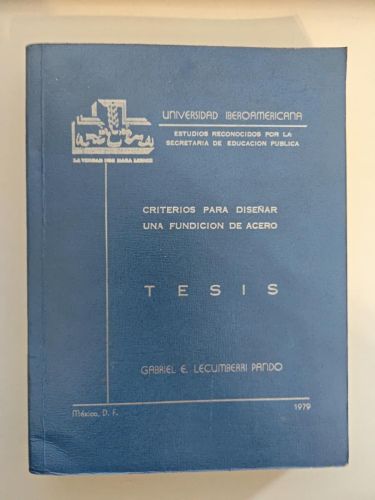 UNIVERSIDAD IBEROAMERICANA
ESTUDIOS RECONOCIDOS POR LA
SECRETARIA DE EDUCACION PUBLICA
LA VERDAD NOS HARA LIBRES
CRITERIOS PARA DISEÑAR
UNA FUNDICION DE ACERO
TESIS
GABRIEL E. LECUMBERRI PANDO
México, D. F. 1979